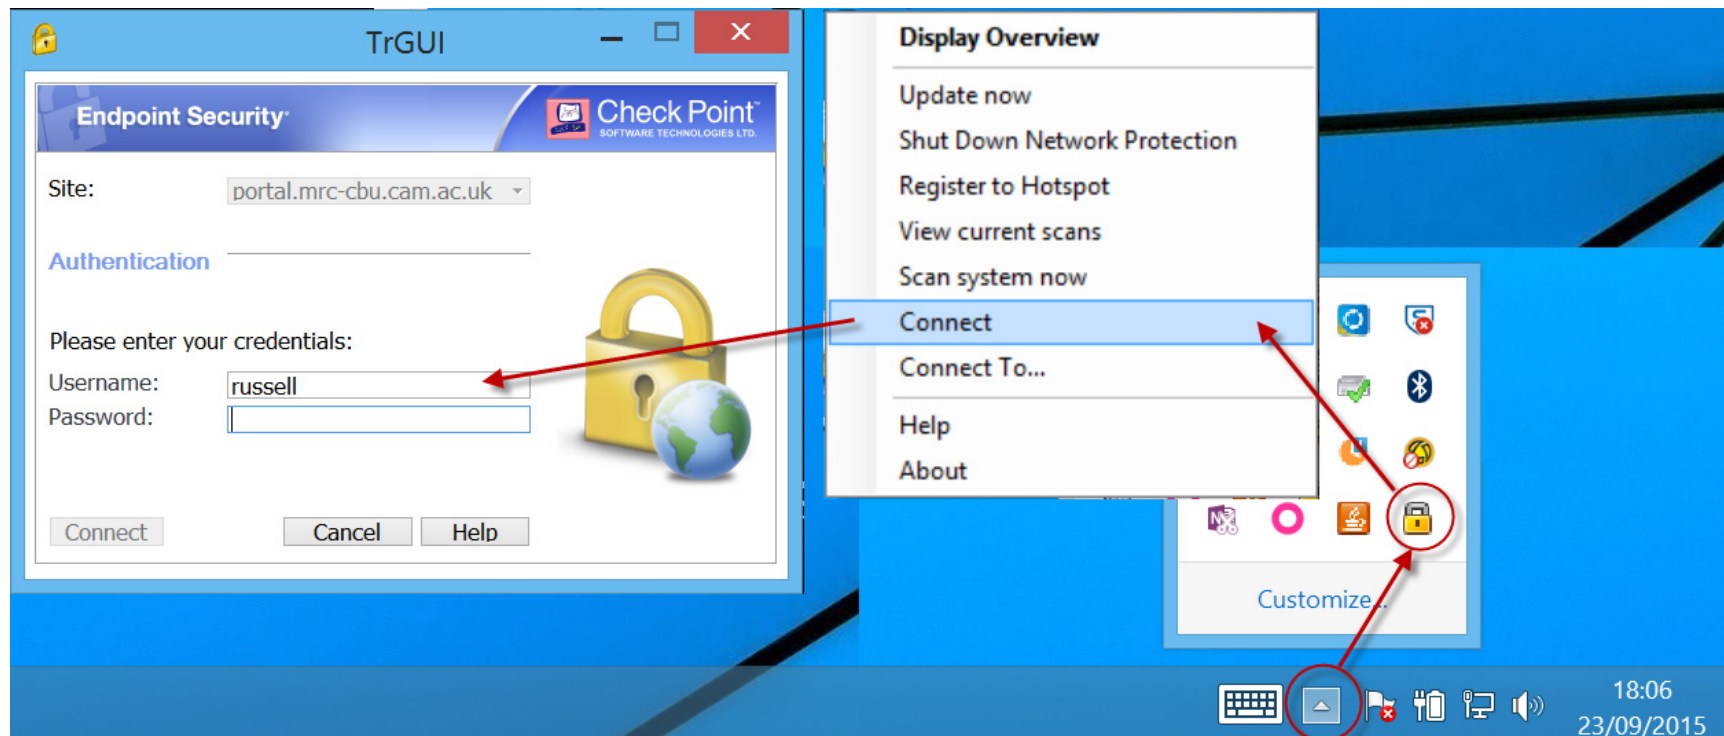 TrGUI
Endpoint Security
Check Point™
SOFTWARE TECHNOLOGIES LTD.
Site:
portal.mrc-cbu.cam.ac.uk
Authentication
Please enter your credentials:
Username:
russell
Password:
Connect
Cancel
Help
Display Overview
Update now
Shut Down Network Protection
Register to Hotspot
View current scans
Scan system now
Connect
Connect To...
Help
About
Customize...
18:06
23/09/2015